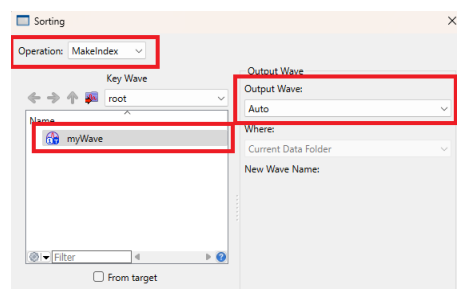 Sorting
Operation: MakeIndex
Key Wave
root
Name
myWave
Filter
From target
Output Wave
Output Wave:
Auto
Where:
Current Data Folder
New Wave Name: